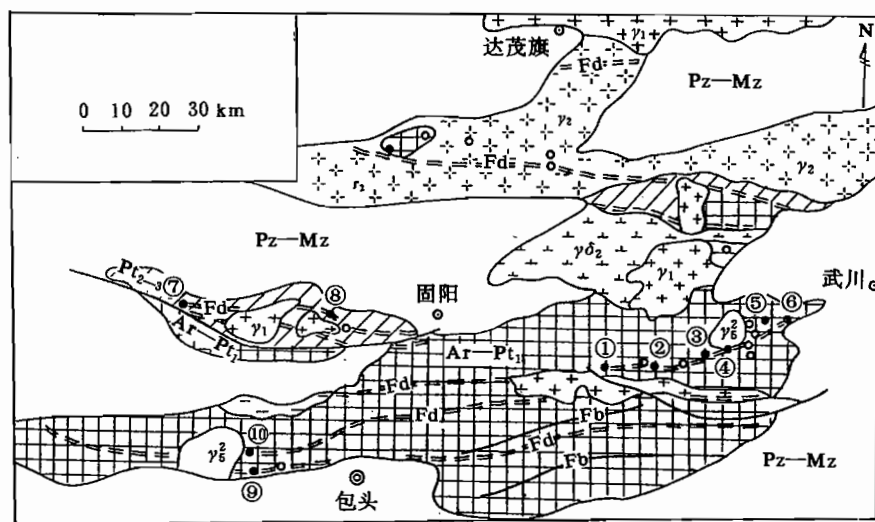 γ₁
达茂旗
N
Fd
Pz—Mz
0 10 20 30 km
γ₂
Fd
γ₂
r₂
Pz—Mz
γδ₂
Pt₂₋₃
⑦
Fd
⑧
固阳
γ₁
武川
γ₁
Ar—Pt₁
⑤ ⑥
γ₅²
① ② ③ ④
Ar—Pt₁
Fd
Fd
Fb
Fd
γ₅²
⑩
Fb
Pz—Mz
⑨
包头